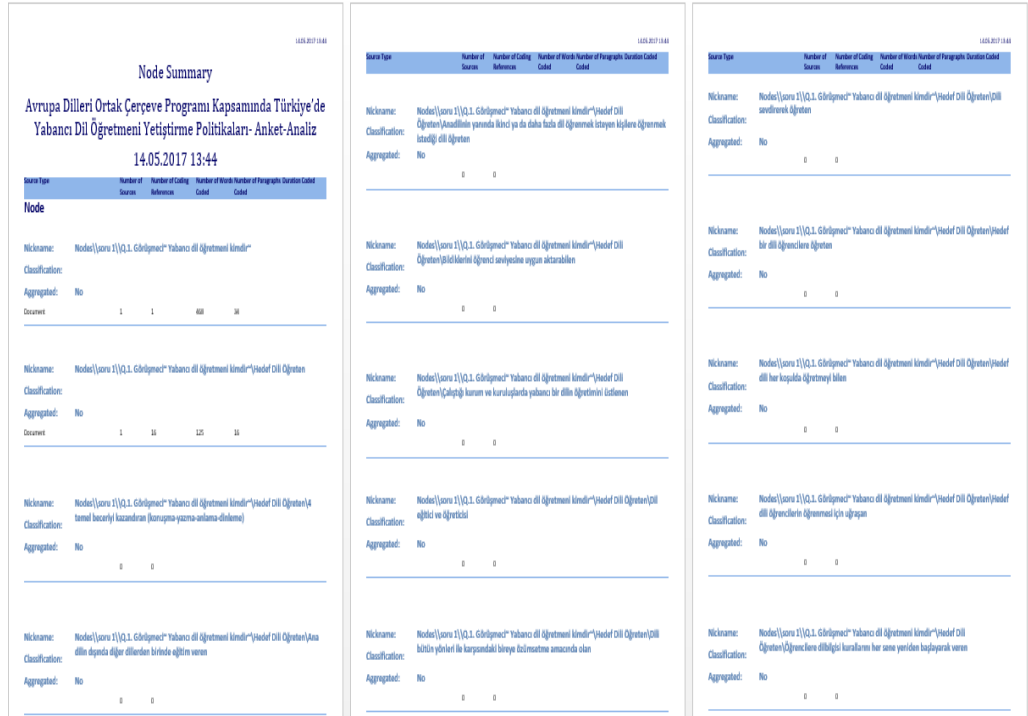 14.05.2017 13:44
Node Summary
Avrupa Dilleri Ortak Çerçeve Programı Kapsamında Türkiye'de
Yabancı Dil Öğretmeni Yetiştirme Politikaları- Anket-Analiz
14.05.2017 13:44
Source Type Number of Number of Coding Number of Words Number of Paragraphs Duration Coded
Sources References Coded Coded
Node
Nickname: Nodes\\soru 1\\Q.1. Görüşmeci" Yabancı dil öğretmeni kimdir"
Classification:
Aggregated: No
Document 1 1
Nickname: Nodes\\soru 1\\Q.1. Görüşmeci" Yabancı dil öğretmeni kimdir"\Hedef Dili Öğreten
Classification:
Aggregated: No
Document 1 16 125 16
Nickname: Nodes\\soru 1\\Q.1. Görüşmeci" Yabancı dil öğretmeni kimdir"\Hedef Dili Öğreten\4
temel beceriyi kazandıran (konuşma-yazma-anlama-dinleme)
Classification:
Aggregated: No
0 0
Nickname: Nodes\\soru 1\\Q.1. Görüşmeci" Yabancı dil öğretmeni kimdir"\Hedef Dili Öğreten\Ana
dilin dışında diğer dillerden birinde eğitim veren
Classification:
Aggregated: No
0 0
14.05.2017 13:44
Source Type Number of Number of Coding Number of Words Number of Paragraphs Duration Coded
Sources References Coded Coded
Nickname: Nodes\\soru 1\\Q.1. Görüşmeci" Yabancı dil öğretmeni kimdir"\Hedef Dili
Öğreten\Anadilinin yanında ikinci ya da daha fazla dil öğrenmek isteyen kişilere öğrenmek
Classification: istediği dili öğreten
Aggregated: No
0 0
Nickname: Nodes\\soru 1\\Q.1. Görüşmeci" Yabancı dil öğretmeni kimdir"\Hedef Dili
Öğreten\Bildiklerini öğrenci seviyesine uygun aktarabilen
Classification:
Aggregated: No
0 0
Nickname: Nodes\\soru 1\\Q.1. Görüşmeci" Yabancı dil öğretmeni kimdir"\Hedef Dili
Öğreten\Çalıştığı kurum ve kuruluşlarda yabancı bir dilin öğretimini üstlenen
Classification:
Aggregated: No
0 0
Nickname: Nodes\\soru 1\\Q.1. Görüşmeci" Yabancı dil öğretmeni kimdir"\Hedef Dili Öğreten\Dil
eğitici ve öğreticisi
Classification:
Aggregated: No
0 0
Nickname: Nodes\\soru 1\\Q.1. Görüşmeci" Yabancı dil öğretmeni kimdir"\Hedef Dili Öğreten\Dili
bütün yönleri ile karşısındaki bireye özümsetme amacında olan
Classification:
Aggregated: No
0 0
14.05.2017 13:44
Source Type Number of Number of Coding Number of Words Number of Paragraphs Duration Coded
Sources References Coded Coded
Nickname: Nodes\\soru 1\\Q.1. Görüşmeci" Yabancı dil öğretmeni kimdir"\Hedef Dili Öğreten\Dili
sevdirerek öğreten
Classification:
Aggregated: No
0 0
Nickname: Nodes\\soru 1\\Q.1. Görüşmeci" Yabancı dil öğretmeni kimdir"\Hedef Dili Öğreten\Hedef
bir dili öğrencilere öğreten
Classification:
Aggregated: No
0 0
Nickname: Nodes\\soru 1\\Q.1. Görüşmeci" Yabancı dil öğretmeni kimdir"\Hedef Dili Öğreten\Hedef
dili her koşulda öğretmeyi bilen
Classification:
Aggregated: No
0 0
Nickname: Nodes\\soru 1\\Q.1. Görüşmeci" Yabancı dil öğretmeni kimdir"\Hedef Dili Öğreten\Hedef
dili öğrencilerin öğrenmesi için uğraşan
Classification:
Aggregated: No
0 0
Nickname: Nodes\\soru 1\\Q.1. Görüşmeci" Yabancı dil öğretmeni kimdir"\Hedef Dili
Öğreten\Öğrencilere dilbilgisi kurallarını her sene yeniden başlayarak veren
Classification:
Aggregated: No
0 0